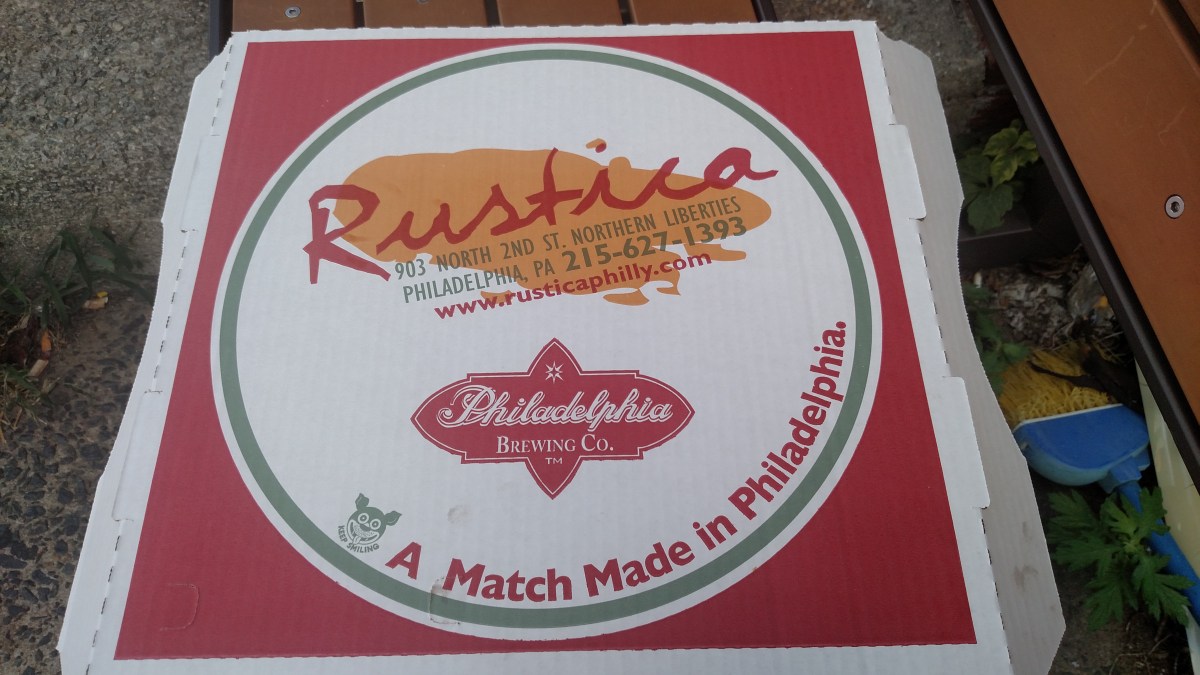 Rustica
903 NORTH 2ND ST. NORTHERN LIBERTIES
PHILADELPHIA, PA 215-627-1393
www.rusticaphilly.com
Philadelphia
BREWING CO.
TM
KEEP SMILING
A Match Made in Philadelphia.